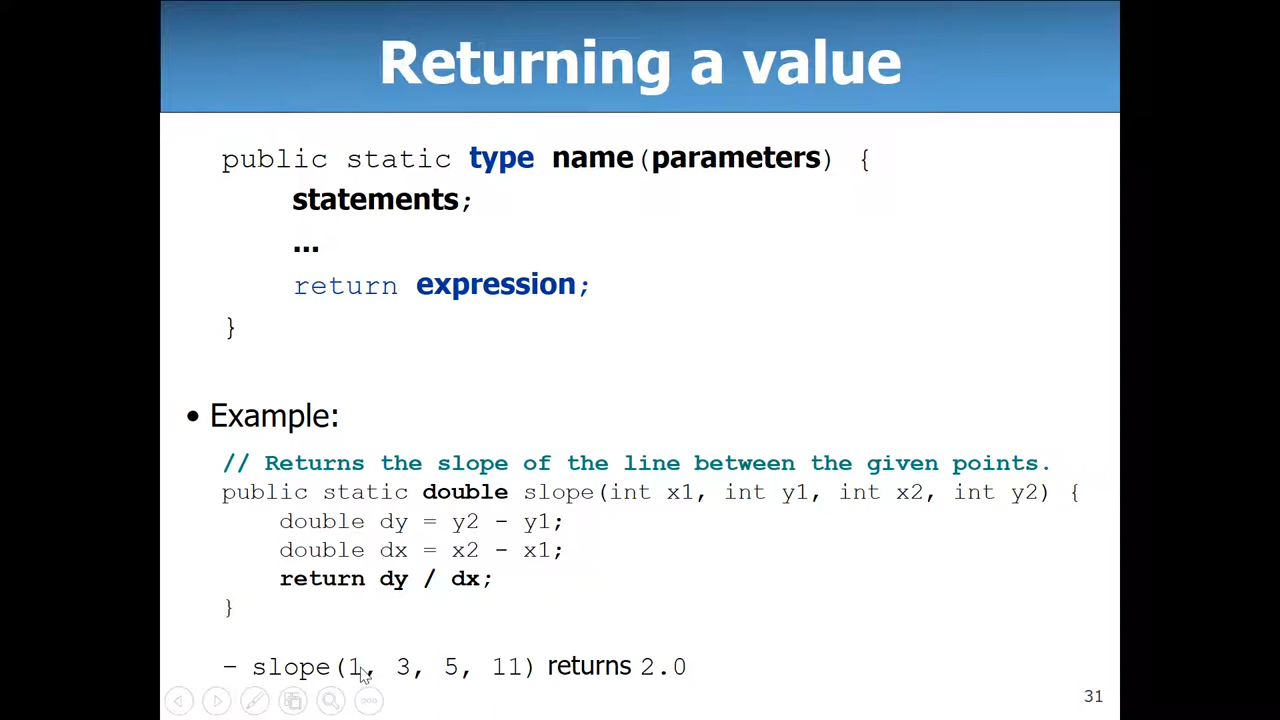 Returning a value
public static type name(parameters) {
statements;
...
return expression;
}
• Example:
// Returns the slope of the line between the given points.
public static double slope(int x1, int y1, int x2, int y2) {
double dy = y2 - y1;
double dx = x2 - x1;
return dy / dx;
}
– slope(1, 3, 5, 11) returns 2.0
31